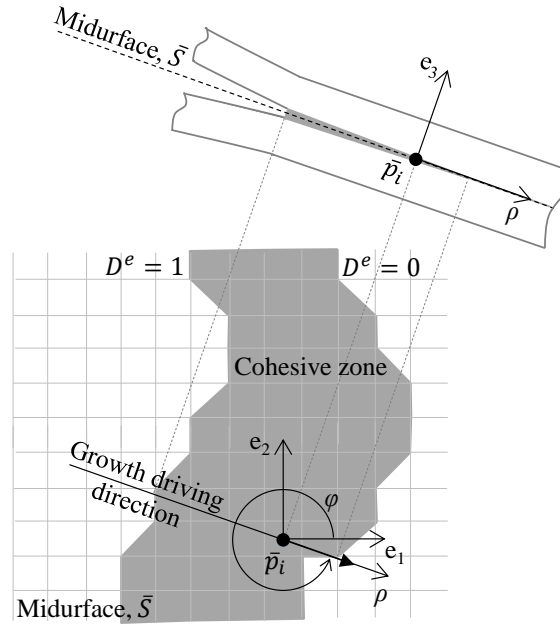 Midurface, S̄
e₃
p̄ᵢ
ρ
Dᵉ = 1
Dᵉ = 0
Cohesive zone
e₂
Growth driving
direction
φ
e₁
p̄ᵢ
ρ
Midurface, S̄